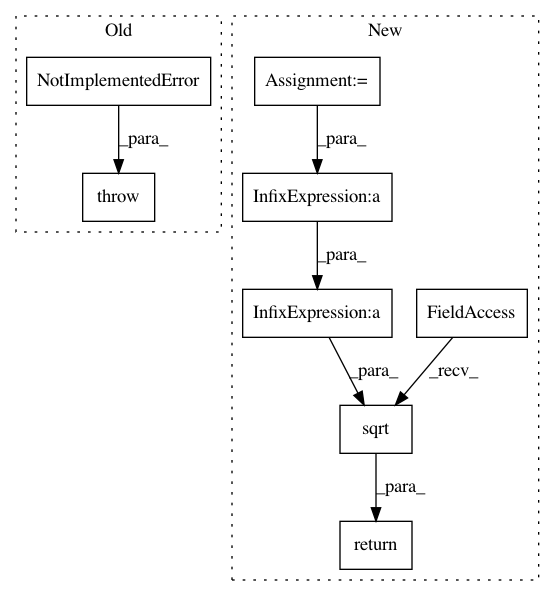 Old
New
NotImplementedError
Assignment:=
_para_
_para_
throw
InfixExpression:a
_para_
InfixExpression:a
FieldAccess
_para_
_recv_
sqrt
_para_
return